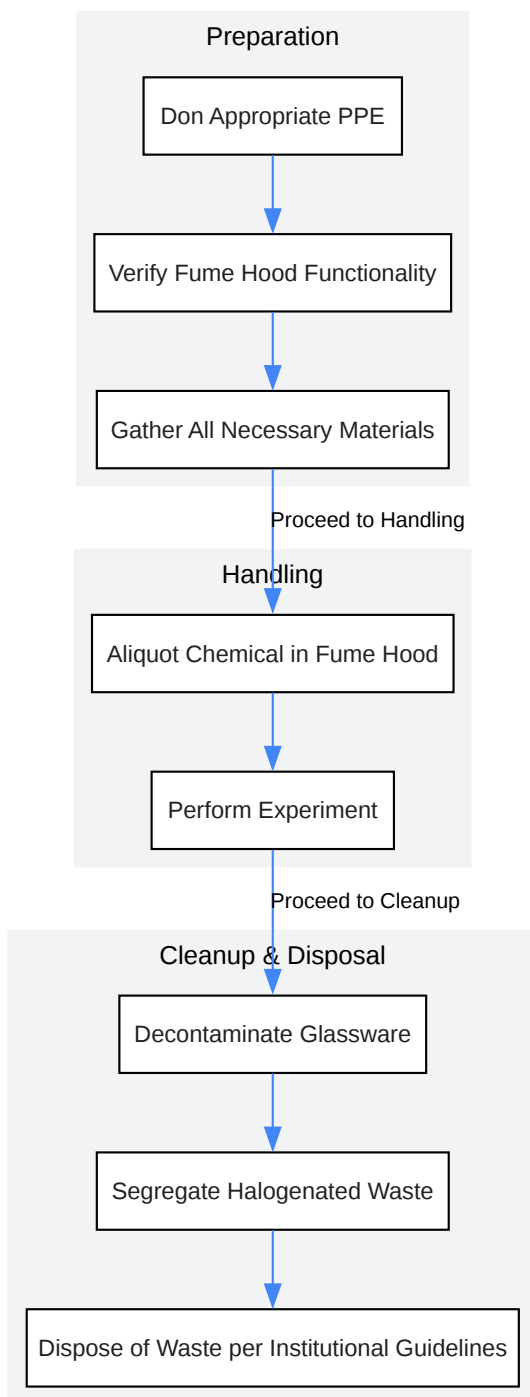 Preparation
Don Appropriate PPE
Verify Fume Hood Functionality
Gather All Necessary Materials
Proceed to Handling
Handling
Aliquot Chemical in Fume Hood
Perform Experiment
Proceed to Cleanup
Cleanup & Disposal
Decontaminate Glassware
Segregate Halogenated Waste
Dispose of Waste per Institutional Guidelines